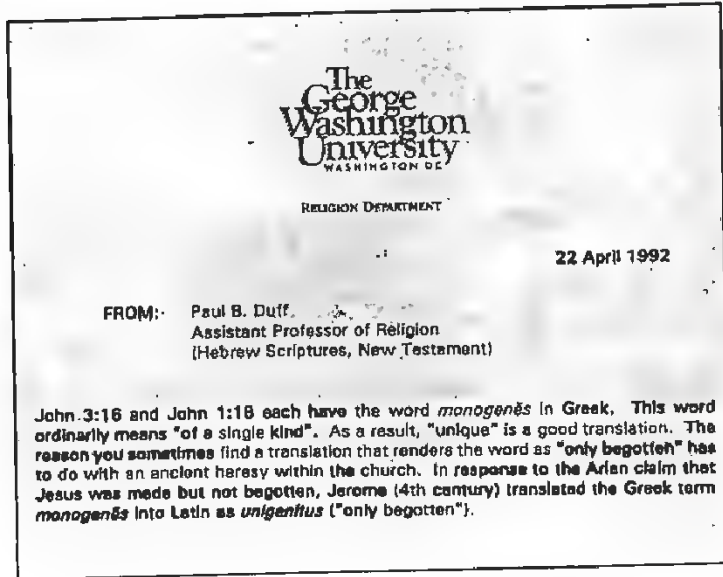 The
George
Washington
University
WASHINGTON DC
RELIGION DEPARTMENT
22 April 1992
FROM: Paul B. Duff
Assistant Professor of Religion
(Hebrew Scriptures, New Testament)
John 3:16 and John 1:18 each have the word monogenēs in Greek. This word
ordinarily means "of a single kind". As a result, "unique" is a good translation. The
reason you sometimes find a translation that renders the word as "only begotten" has
to do with an ancient heresy within the church. In response to the Arian claim that
Jesus was made but not begotten, Jerome (4th century) translated the Greek term
monogenēs into Latin as unigenitus ("only begotten").